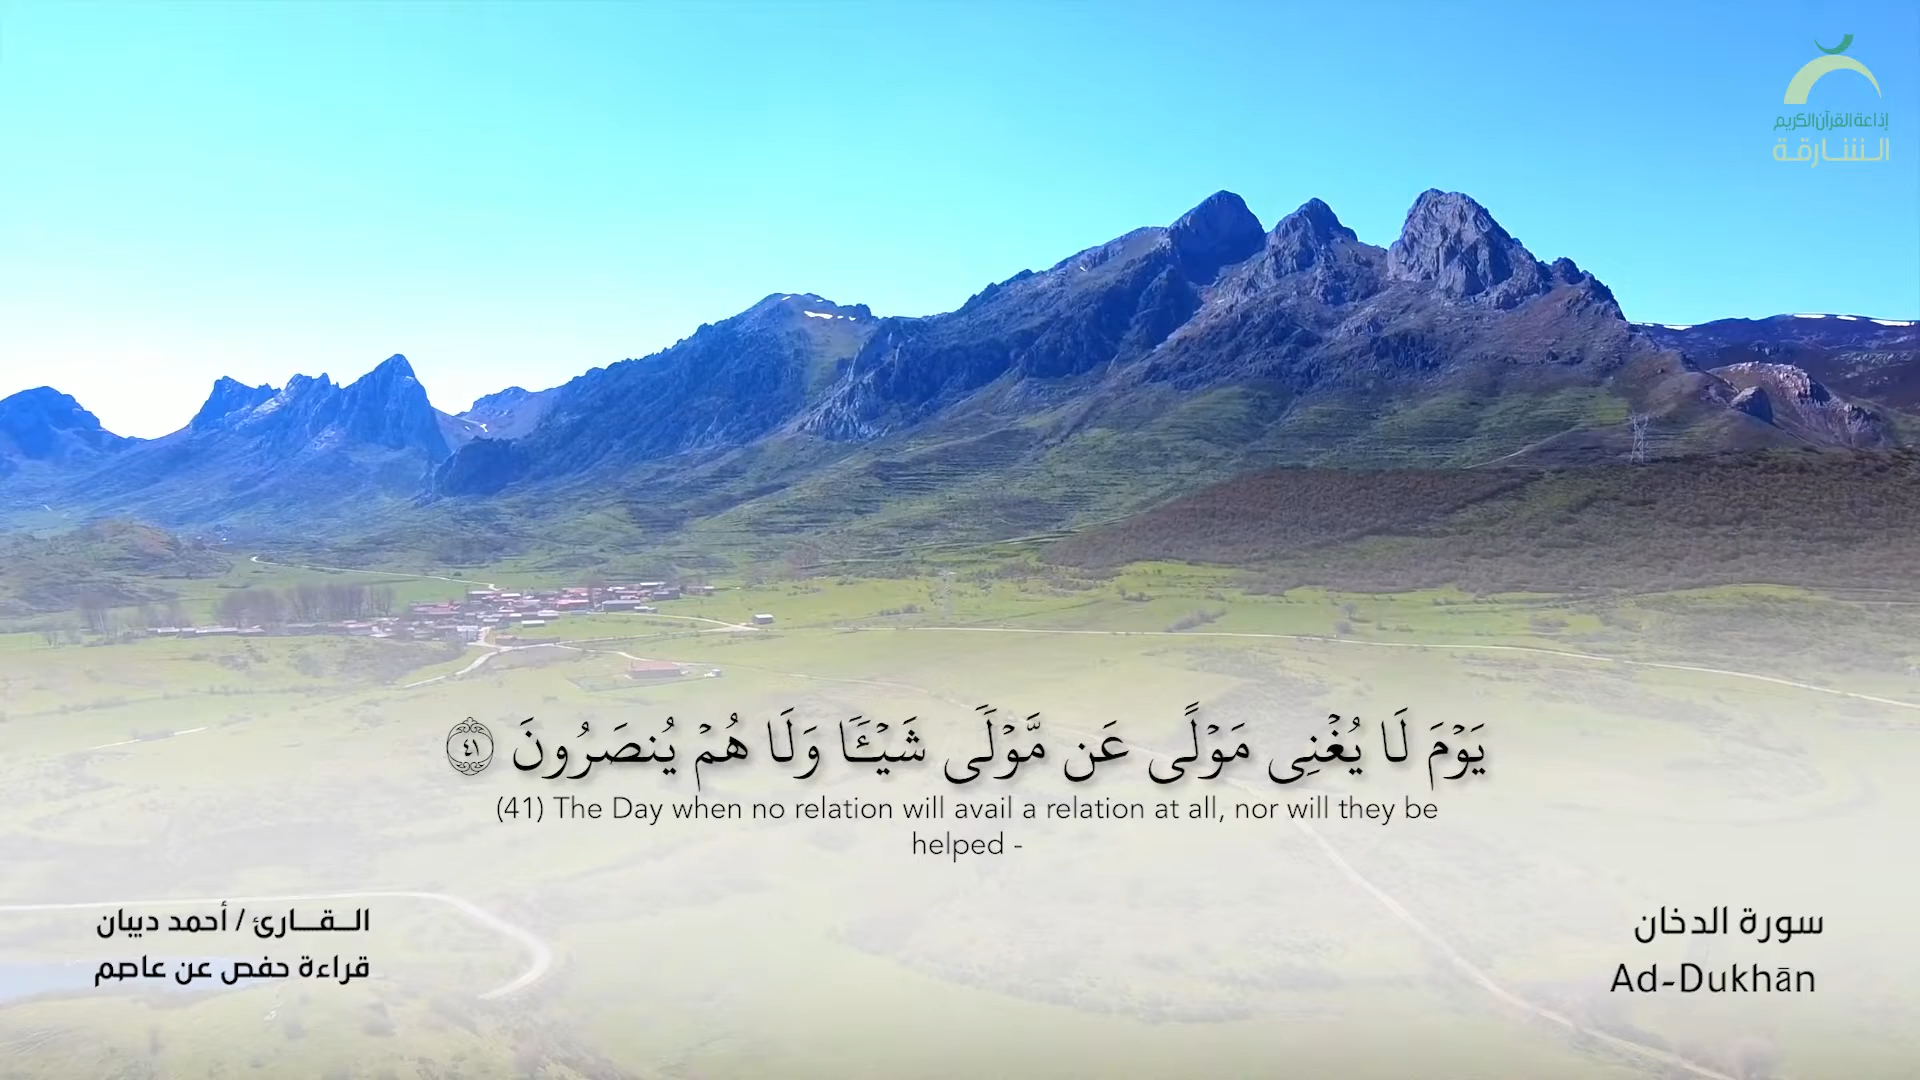 إذاعة القرآن الكريم
الشارقة
يَوْمَ لَا يُغْنِى مَوْلًى عَن مَّوْلًى شَيْـًٔا وَلَا هُمْ يُنصَرُونَ ٤١
(41) The Day when no relation will avail a relation at all, nor will they be
helped -
القارئ / أحمد ديبان
قراءة حفص عن عاصم
سورة الدخان
Ad-Dukhān